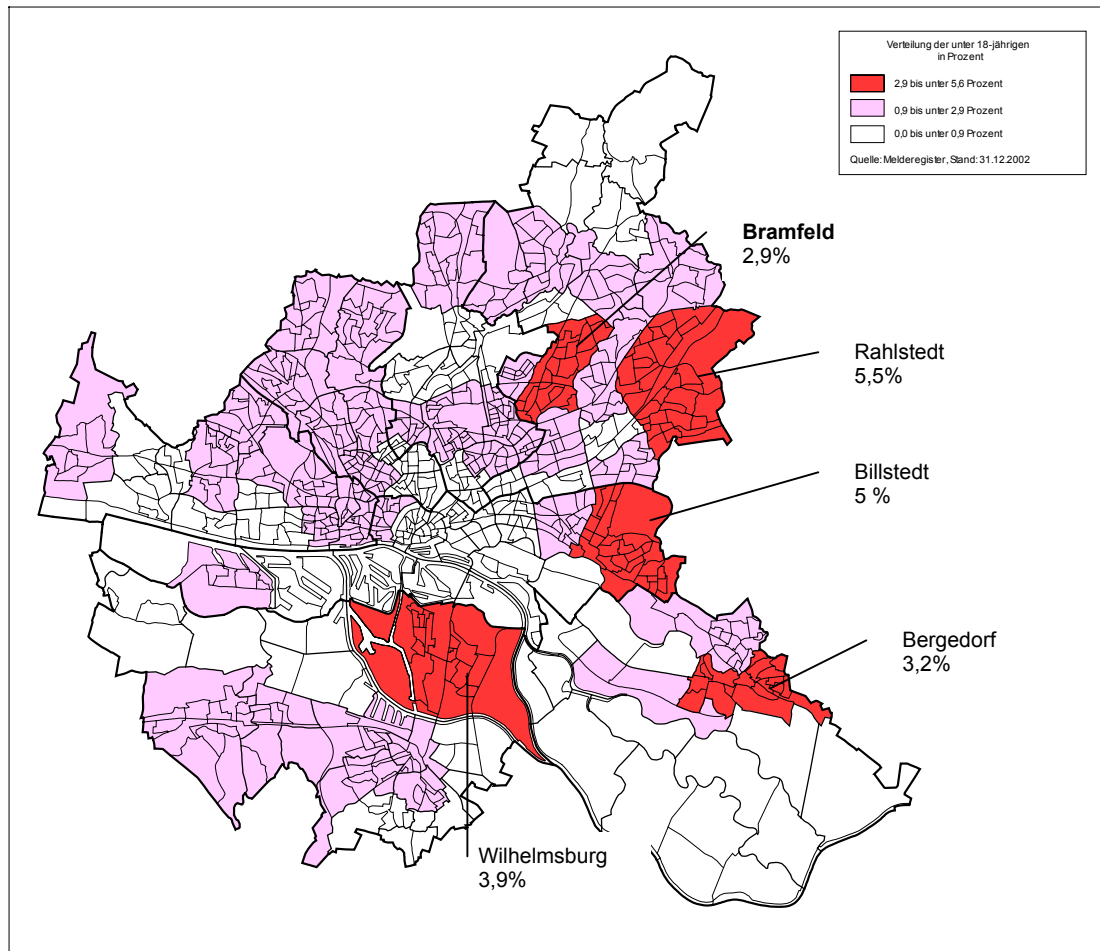 Verteilung der unter 18-jährigen
in Prozent
2,9 bis unter 5,6 Prozent
0,9 bis unter 2,9 Prozent
0,0 bis unter 0,9 Prozent
Quelle: Melderegister, Stand: 31.12.2002
Bramfeld
2,9%
Rahlstedt
5,5%
Billstedt
5 %
Bergedorf
3,2%
Wilhelmsburg
3,9%